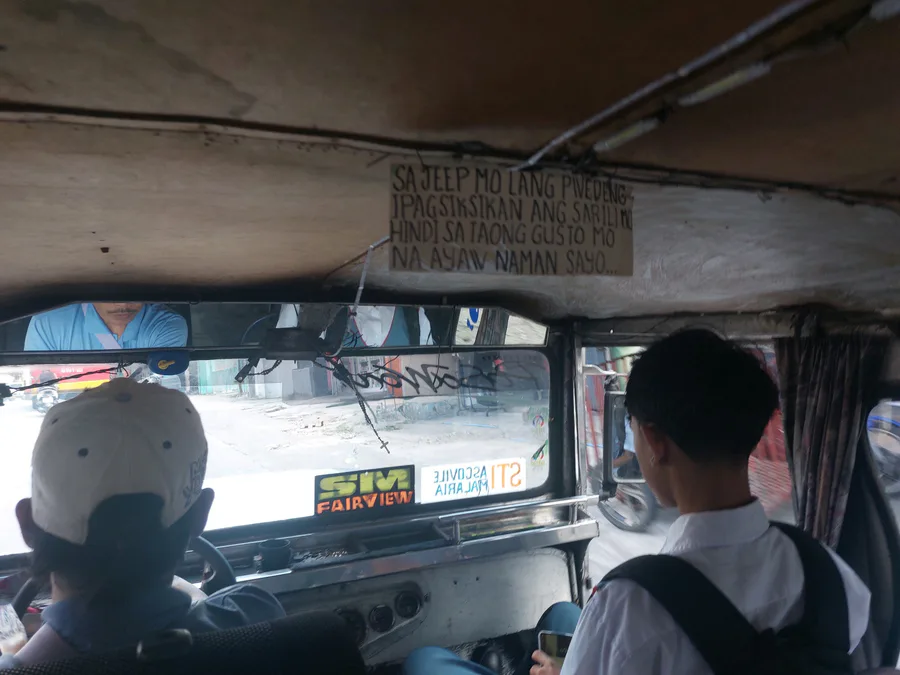 SA JEEP MO LANG PWEDENG
IPAGSIKSIKAN ANG SARILI MO
HINDI SA TAONG GUSTO MO
NA AYAW NAMAN SAYO...
SM
FAIRVIEW
STI
ASCOVILE
MALARIA